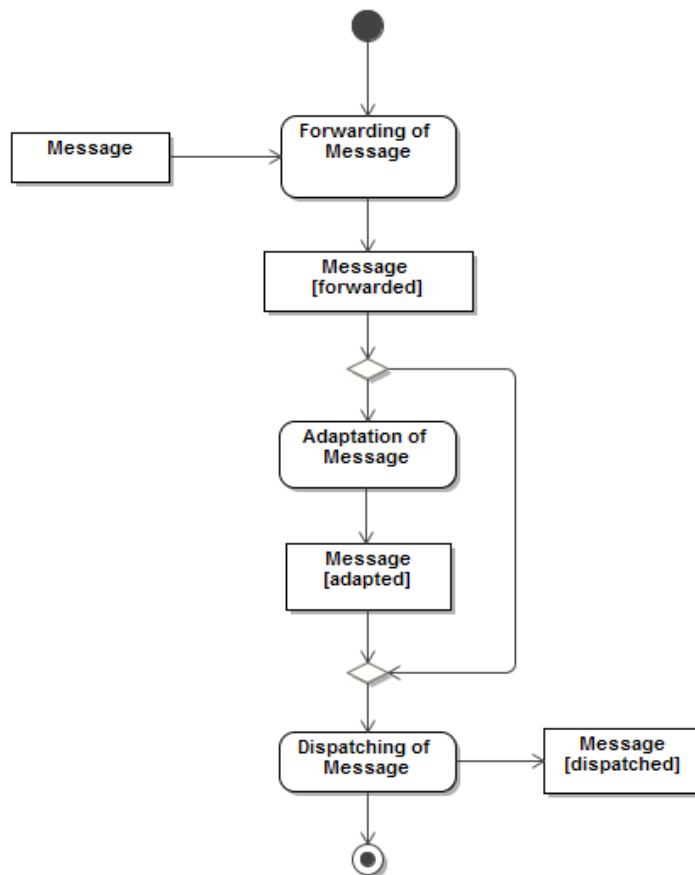 Forwarding of
Message
Message
Message
[forwarded]
Adaptation of
Message
Message
[adapted]
Dispatching of
Message
Message
[dispatched]